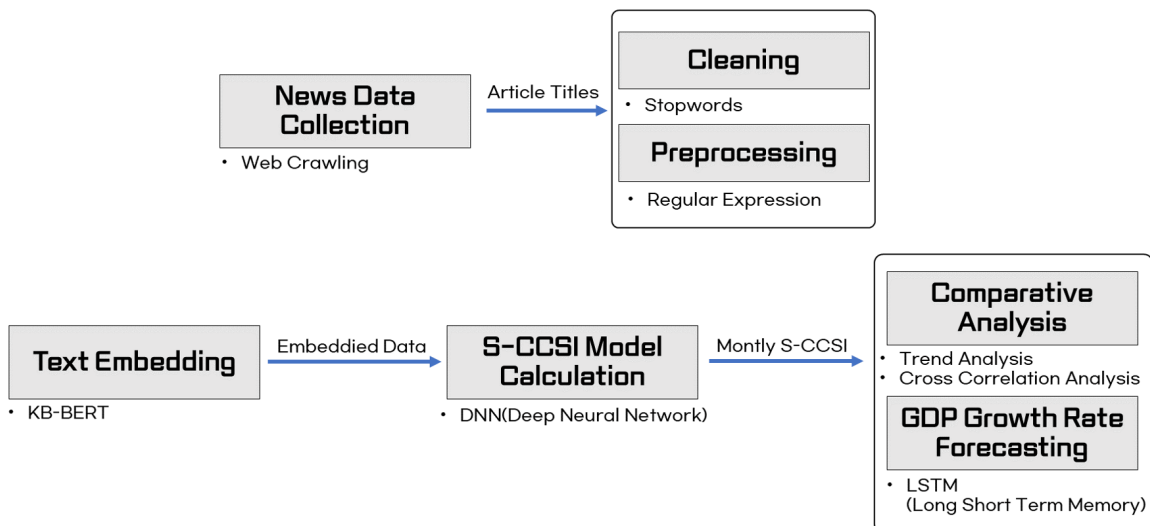 News Data
Collection
• Web Crawling
Article Titles
Cleaning
• Stopwords
Preprocessing
• Regular Expression
Text Embedding
• KB-BERT
Embeddied Data
S-CCSI Model
Calculation
• DNN(Deep Neural Network)
Montly S-CCSI
Comparative
Analysis
• Trend Analysis
• Cross Correlation Analysis
GDP Growth Rate
Forecasting
• LSTM
(Long Short Term Memory)